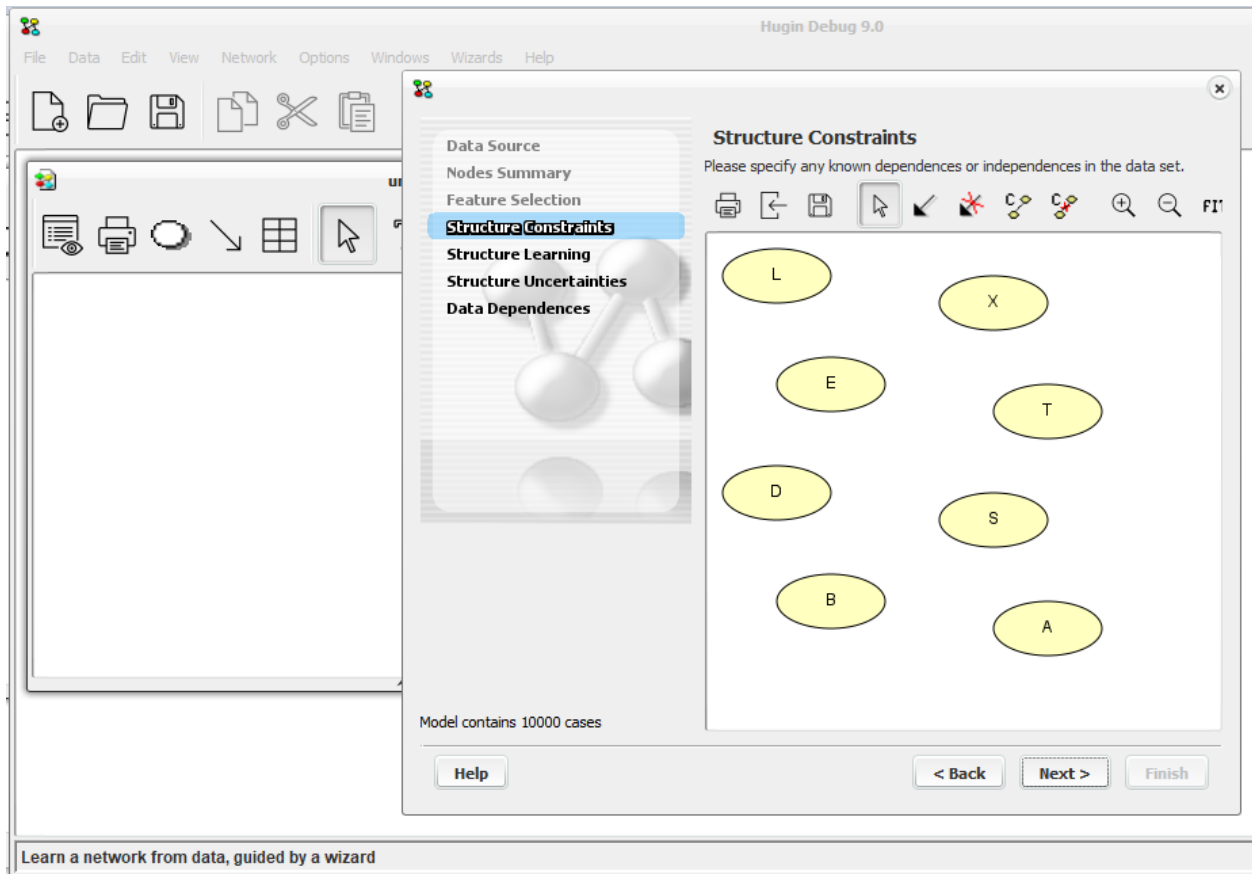 Hugin Debug 9.0
File Data Edit View Network Options Windows Wizards Help
Data Source
Nodes Summary
Feature Selection
Structure Constraints
Structure Learning
Structure Uncertainties
Data Dependences
Structure Constraints
Please specify any known dependences or independences in the data set.
L
X
E
T
D
S
B
A
Model contains 10000 cases
Help
< Back
Next >
Finish
Learn a network from data, guided by a wizard